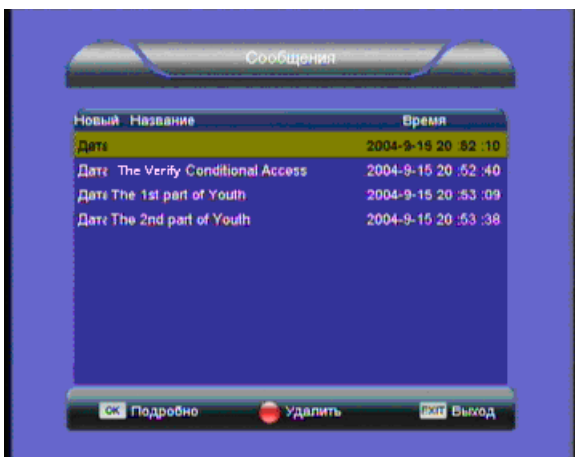 Сообщения
Новый Название Время
Дата 2004-9-15 20 :52 :10
Дата The Verify Conditional Access 2004-9-15 20 :52 :40
Дата The 1st part of Youth 2004-9-15 20 :53 :09
Дата The 2nd part of Youth 2004-9-15 20 :53 :38
OK Подробно Удалить EXIT Выход